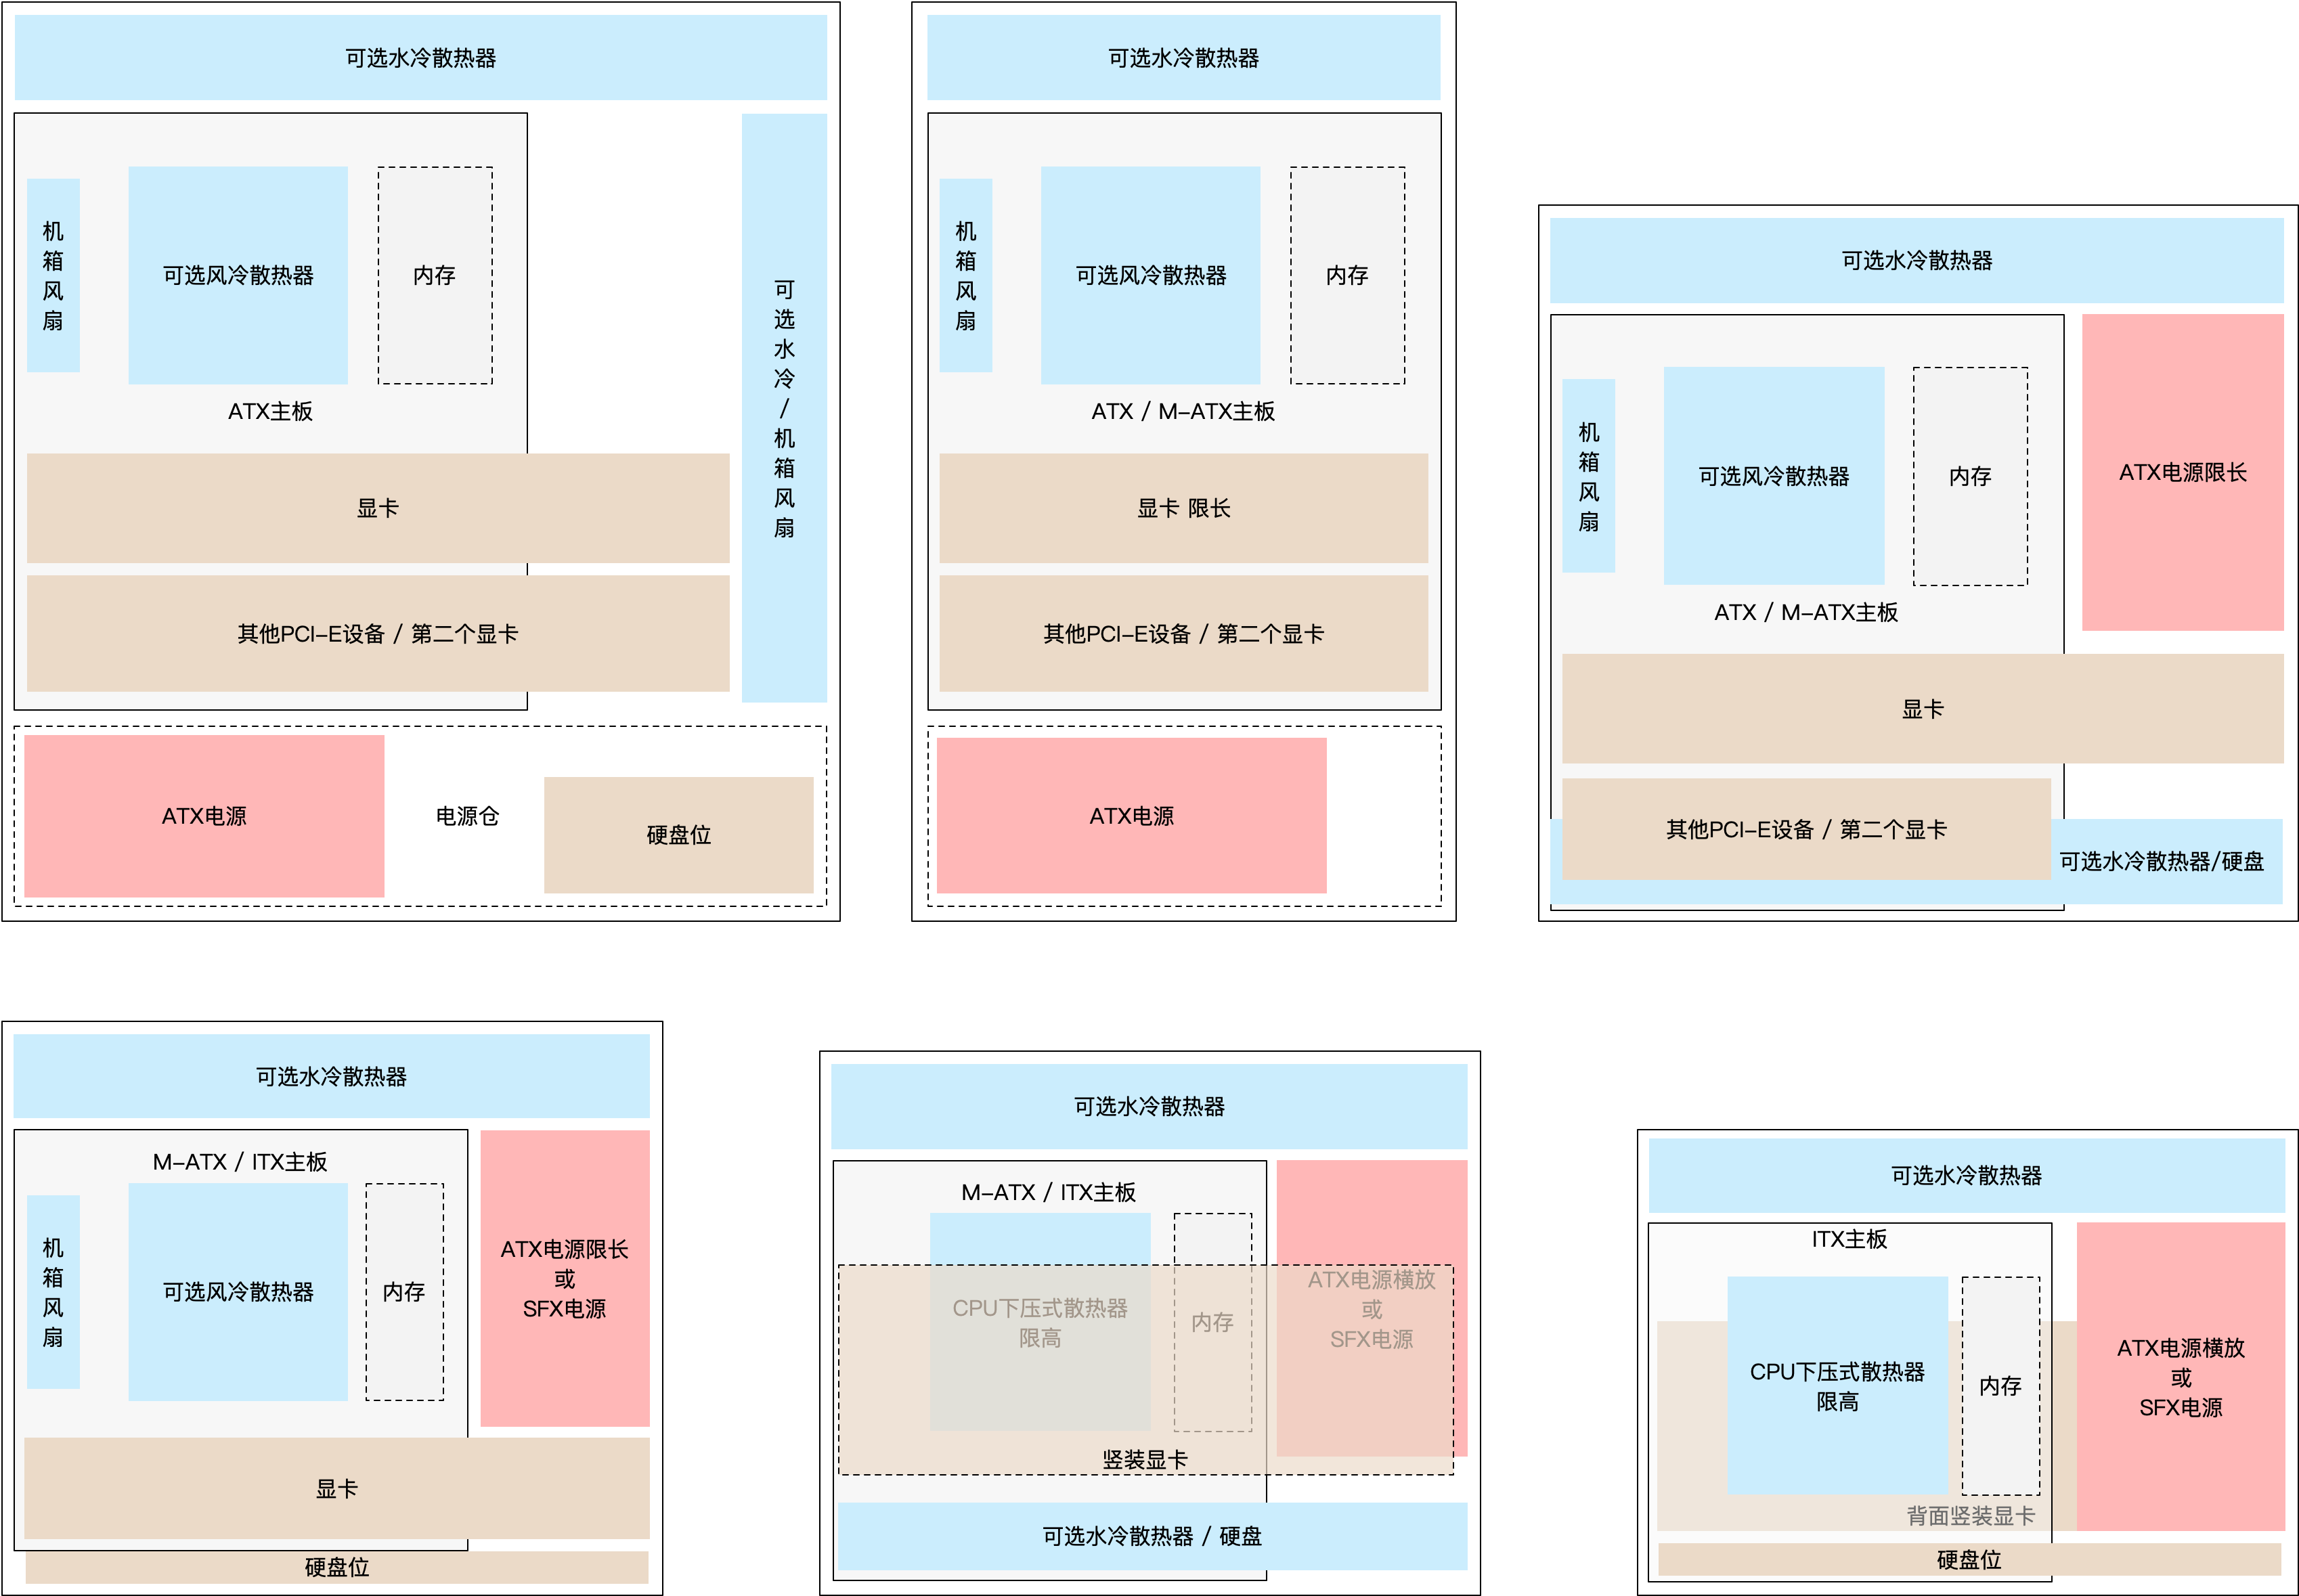 可选水冷散热器
机箱风扇
可选风冷散热器
内存
可选水冷/机箱风扇
ATX主板
显卡
其他PCI-E设备 / 第二个显卡
ATX电源
电源仓
硬盘位
可选水冷散热器
机箱风扇
可选风冷散热器
内存
ATX / M-ATX主板
显卡 限长
其他PCI-E设备 / 第二个显卡
ATX电源
可选水冷散热器
机箱风扇
可选风冷散热器
内存
ATX电源限长
ATX / M-ATX主板
显卡
其他PCI-E设备 / 第二个显卡
可选水冷散热器/硬盘
可选水冷散热器
M-ATX / ITX主板
机箱风扇
可选风冷散热器
内存
ATX电源限长
或
SFX电源
显卡
硬盘位
可选水冷散热器
M-ATX / ITX主板
CPU下压式散热器
限高
内存
ATX电源横放
或
SFX电源
竖装显卡
可选水冷散热器 / 硬盘
可选水冷散热器
ITX主板
CPU下压式散热器
限高
内存
ATX电源横放
或
SFX电源
背面竖装显卡
硬盘位